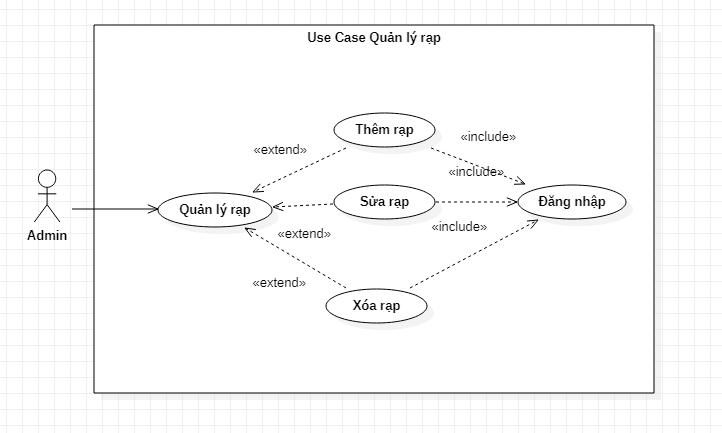 Use Case Quản lý rạp
Thêm rạp
«include»
«extend»
«include»
Sửa rạp
Đăng nhập
Quản lý rạp
Admin
«include»
«extend»
«extend»
Xóa rạp